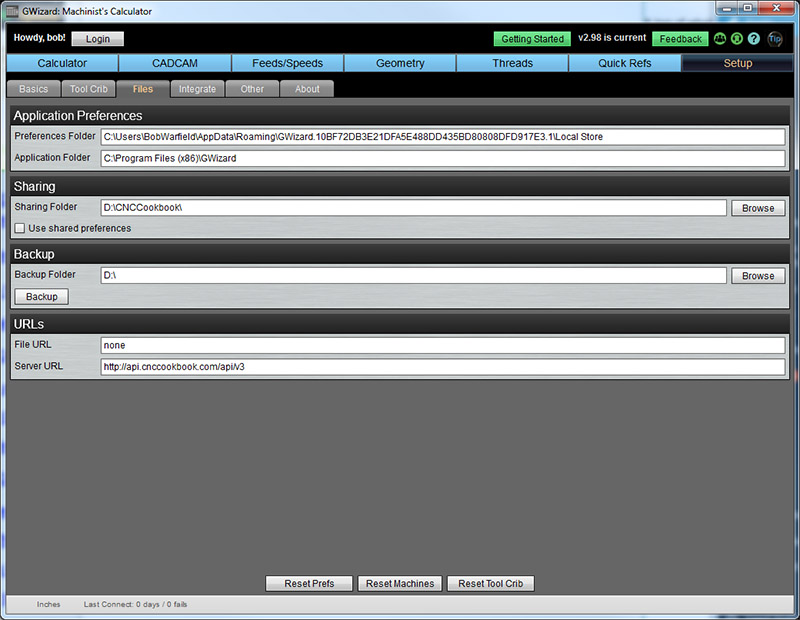 GWizard: Machinist's Calculator
Howdy, bob! Login Getting Started v2.98 is current Feedback ? Tip
Calculator CADCAM Feeds/Speeds Geometry Threads Quick Refs Setup
Basics Tool Crib Files Integrate Other About
Application Preferences
Preferences Folder C:\Users\BobWarfield\AppData\Roaming\GWizard.10BF72DB3E21DFA5E488DD435BD80808DFD917E3.1\Local Store
Application Folder C:\Program Files (x86)\GWizard
Sharing
Sharing Folder D:\CNCCookbook\ Browse
Use shared preferences
Backup
Backup Folder D:\ Browse
Backup
URLs
File URL none
Server URL http://api.cnccookbook.com/api/v3
Reset Prefs Reset Machines Reset Tool Crib
Inches Last Connect: 0 days / 0 fails